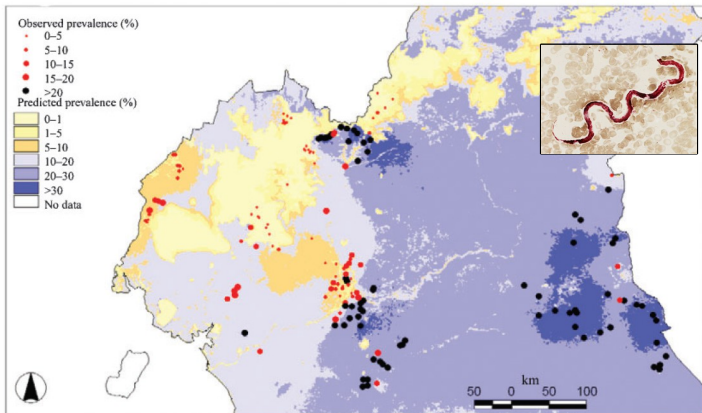 Observed prevalence (%)
0–5
5–10
10–15
15–20
>20
Predicted prevalence (%)
0–1
1–5
5–10
10–20
20–30
>30
No data
km
50 0 50 100